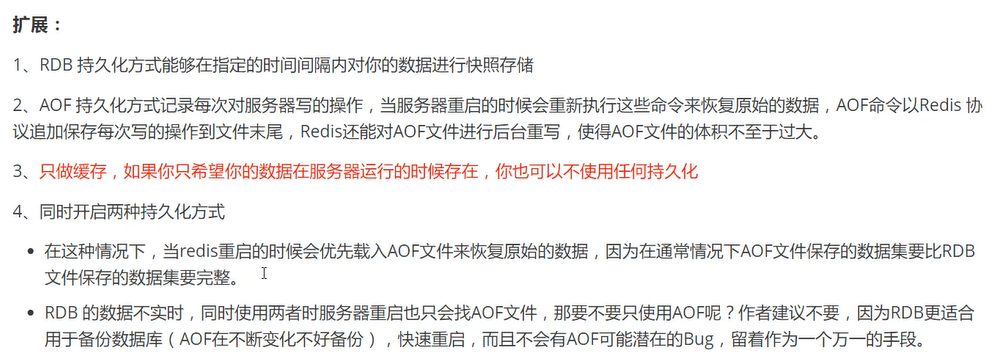 扩展：
1、RDB 持久化方式能够在指定的时间间隔内对你的数据进行快照存储
2、AOF 持久化方式记录每次对服务器写的操作，当服务器重启的时候会重新执行这些命令来恢复原始的数据，AOF命令以Redis 协
议追加保存每次写的操作到文件末尾，Redis还能对AOF文件进行后台重写，使得AOF文件的体积不至于过大。
3、只做缓存，如果你只希望你的数据在服务器运行的时候存在，你也可以不使用任何持久化
4、同时开启两种持久化方式
• 在这种情况下，当redis重启的时候会优先载入AOF文件来恢复原始的数据，因为在通常情况下AOF文件保存的数据集要比RDB
文件保存的数据集要完整。
• RDB 的数据不实时，同时使用两者时服务器重启也只会找AOF文件，那要不要只使用AOF呢？作者建议不要，因为RDB更适合
用于备份数据库（AOF在不断变化不好备份），快速重启，而且不会有AOF可能潜在的Bug，留着作为一个万一的手段。